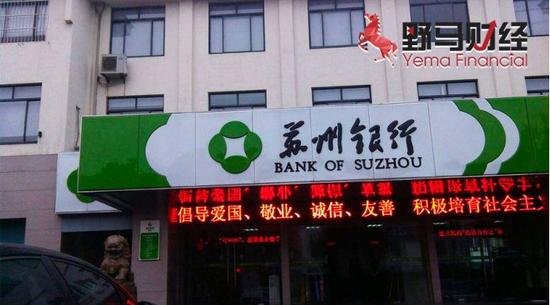 野马财经
Yema Financial
苏州银行
BANK OF SUZHOU
倡导爱国、敬业、诚信、友善 积极培育社会主